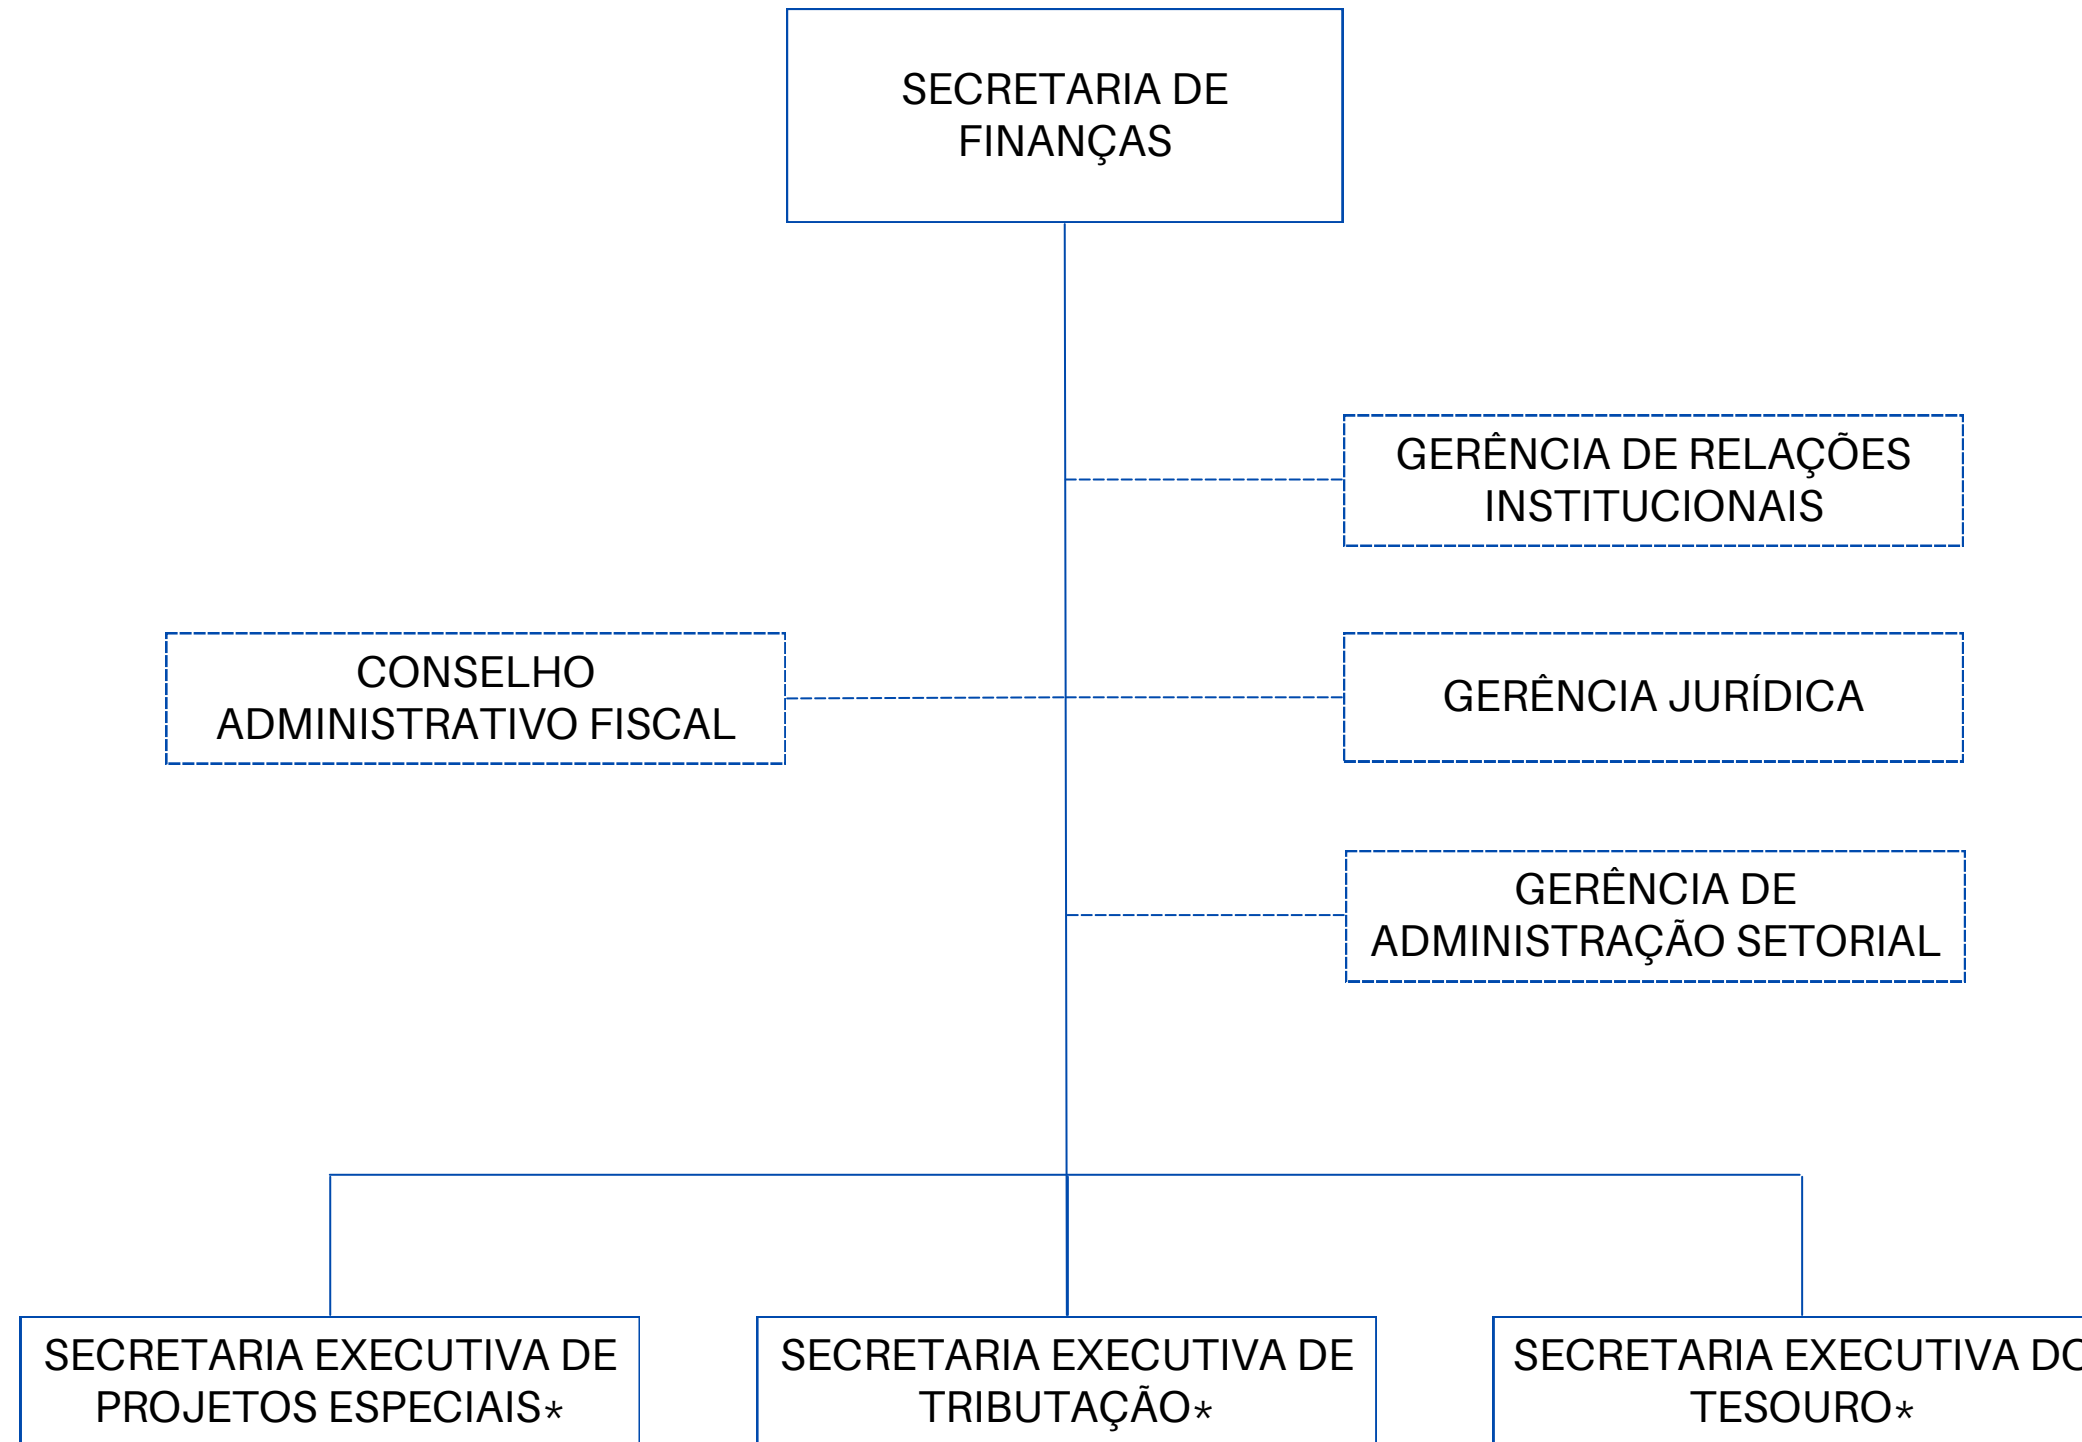 SECRETARIA DE
FINANÇAS
GERÊNCIA DE RELAÇÕES
INSTITUCIONAIS
CONSELHO
ADMINISTRATIVO FISCAL
GERÊNCIA JURÍDICA
GERÊNCIA DE
ADMINISTRAÇÃO SETORIAL
SECRETARIA EXECUTIVA DE
PROJETOS ESPECIAIS*
SECRETARIA EXECUTIVA DE
TRIBUTAÇÃO*
SECRETARIA EXECUTIVA DO
TESOURO*